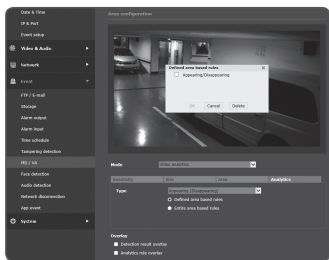 Date & Time
IP & Port
Event setup
Video & Audio
Network
Event
FTP / E-mail
Storage
Alarm output
Alarm input
Time schedule
Tampering detection
MD / VA
Face detection
Audio detection
Network disconnection
App event
System
Area configuration
Defined area based rules
Appearing/Disappearing
OK
Cancel
Delete
Mode
Video analytics
Sensitivity
Size
Area
Analytics
Type
Appearing (Disappearing)
Defined area based rules
Entire area based rules
Overlay
Detection result overlay
Analytics rule overlay